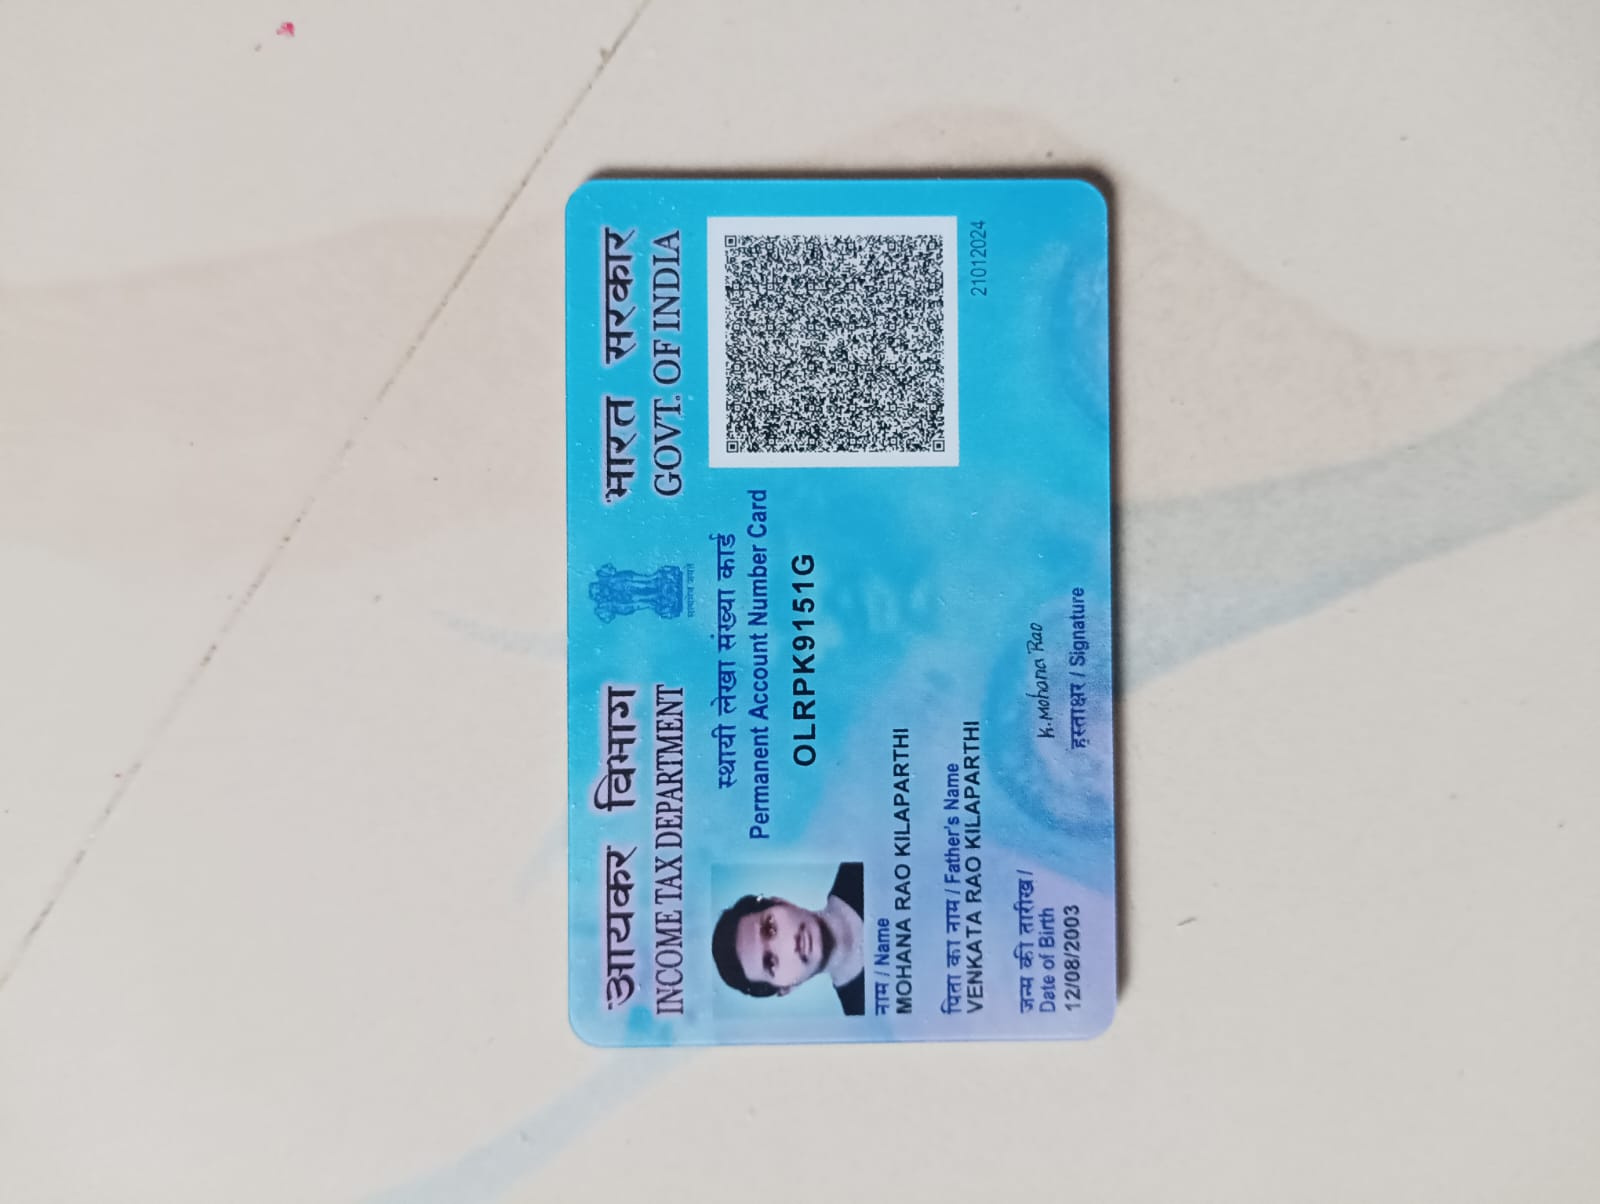 आयकर विभाग
INCOME TAX DEPARTMENT
सत्यमेव जयते
भारत सरकार
GOVT. OF INDIA
स्थायी लेखा संख्या कार्ड
Permanent Account Number Card
OLRPK9151G
नाम / Name
MOHANA RAO KILAPARTHI
पिता का नाम / Father's Name
VENKATA RAO KILAPARTHI
जन्म की तारीख /
Date of Birth
12/08/2003
K. Mohana Rao
हस्ताक्षर / Signature
21012024